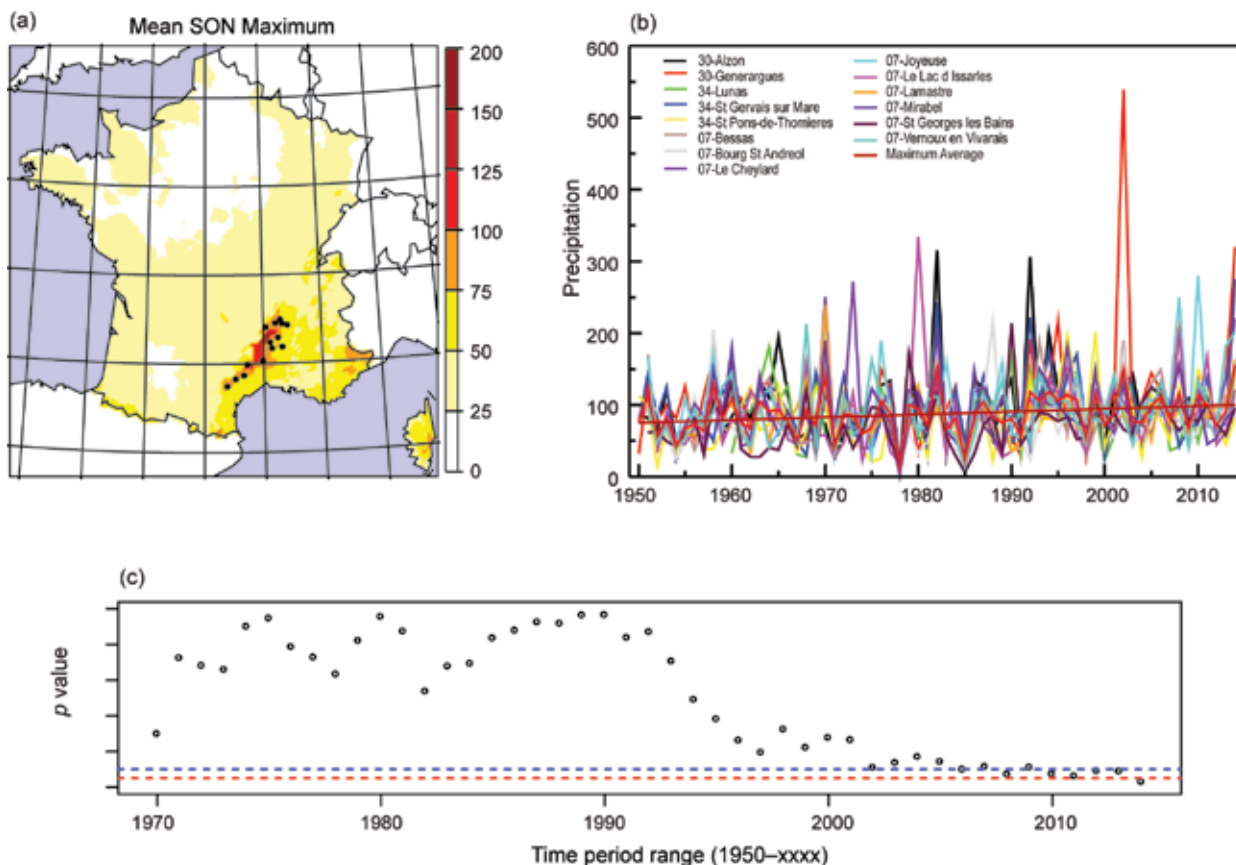 (a)
Mean SON Maximum
200
150
125
100
75
50
25
0
(b)
600
500
400
300
200
100
0
Precipitation
30-Alzon
30-Generargues
34-Lunas
34-St Gervais sur Mare
34-St Pons-de-Thomieres
07-Bessas
07-Bourg St Andreol
07-Le Cheylard
07-Joyeuse
07-Le Lac d Issarles
07-Lamastre
07-Mirabel
07-St Georges les Bains
07-Vernoux en Vivarais
Maximum Average
1950 1960 1970 1980 1990 2000 2010
(c)
p value
1970 1980 1990 2000 2010
Time period range (1950–xxxx)